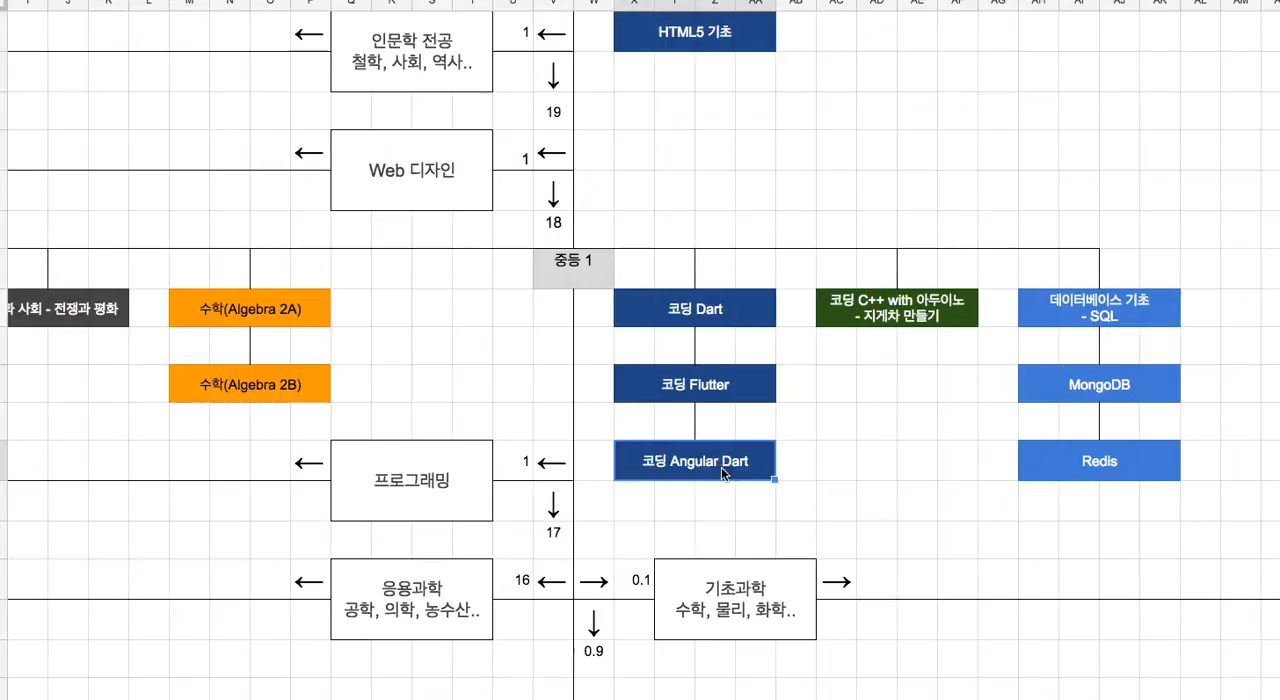 인문학 전공
철학, 사회, 역사..
1
HTML5 기초
19
Web 디자인
1
18
중등 1
사회 - 전쟁과 평화
수학(Algebra 2A)
코딩 Dart
코딩 C++ with 아두이노
- 지게차 만들기
데이터베이스 기초
- SQL
수학(Algebra 2B)
코딩 Flutter
MongoDB
프로그래밍
1
코딩 Angular Dart
Redis
17
응용과학
공학, 의학, 농수산..
16
0.1
기초과학
수학, 물리, 화학..
0.9